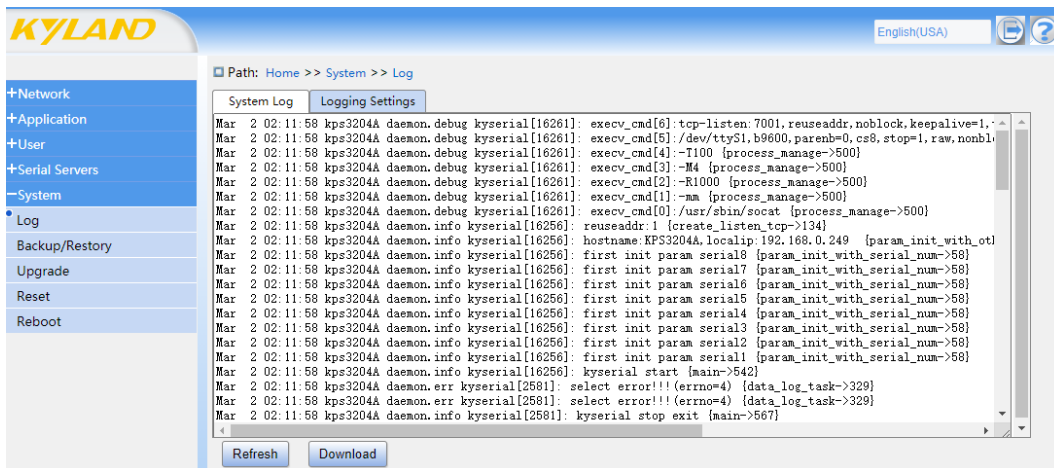 KYLAND
English(USA)
Path: Home >> System >> Log
+Network
+Application
+User
+Serial Servers
−System
Log
Backup/Restory
Upgrade
Reset
Reboot
System Log
Logging Settings
Mar 2 02:11:58 kps3204A daemon.debug kyserial[16261]: execv_cmd[6]:tcp-listen:7001,reuseaddr,noblock,keepalive=1,
Mar 2 02:11:58 kps3204A daemon.debug kyserial[16261]: execv_cmd[5]:/dev/ttyS1,b9600,parenb=0,cs8,stop=1,raw,nonbl
Mar 2 02:11:58 kps3204A daemon.debug kyserial[16261]: execv_cmd[4]:-T100 {process_manage->500}
Mar 2 02:11:58 kps3204A daemon.debug kyserial[16261]: execv_cmd[3]:-M4 {process_manage->500}
Mar 2 02:11:58 kps3204A daemon.debug kyserial[16261]: execv_cmd[2]:-R1000 {process_manage->500}
Mar 2 02:11:58 kps3204A daemon.debug kyserial[16261]: execv_cmd[1]:-mm {process_manage->500}
Mar 2 02:11:58 kps3204A daemon.debug kyserial[16261]: execv_cmd[0]:/usr/sbin/socat {process_manage->500}
Mar 2 02:11:58 kps3204A daemon.info kyserial[16256]: reuseaddr:1 {create_listen_tcp->134}
Mar 2 02:11:58 kps3204A daemon.info kyserial[16256]: hostname:KPS3204A,localip:192.168.0.249 {param_init_with_otl
Mar 2 02:11:58 kps3204A daemon.info kyserial[16256]: first init param serial8 {param_init_with_serial_num->58}
Mar 2 02:11:58 kps3204A daemon.info kyserial[16256]: first init param serial7 {param_init_with_serial_num->58}
Mar 2 02:11:58 kps3204A daemon.info kyserial[16256]: first init param serial6 {param_init_with_serial_num->58}
Mar 2 02:11:58 kps3204A daemon.info kyserial[16256]: first init param serial5 {param_init_with_serial_num->58}
Mar 2 02:11:58 kps3204A daemon.info kyserial[16256]: first init param serial4 {param_init_with_serial_num->58}
Mar 2 02:11:58 kps3204A daemon.info kyserial[16256]: first init param serial3 {param_init_with_serial_num->58}
Mar 2 02:11:58 kps3204A daemon.info kyserial[16256]: first init param serial2 {param_init_with_serial_num->58}
Mar 2 02:11:58 kps3204A daemon.info kyserial[16256]: first init param serial1 {param_init_with_serial_num->58}
Mar 2 02:11:58 kps3204A daemon.info kyserial[16256]: kyserial start {main->542}
Mar 2 02:11:58 kps3204A daemon.err kyserial[2581]: select error!!!(errno=4) {data_log_task->329}
Mar 2 02:11:58 kps3204A daemon.err kyserial[2581]: select error!!!(errno=4) {data_log_task->329}
Mar 2 02:11:58 kps3204A daemon.info kyserial[2581]: kyserial stop exit {main->567}
Refresh
Download